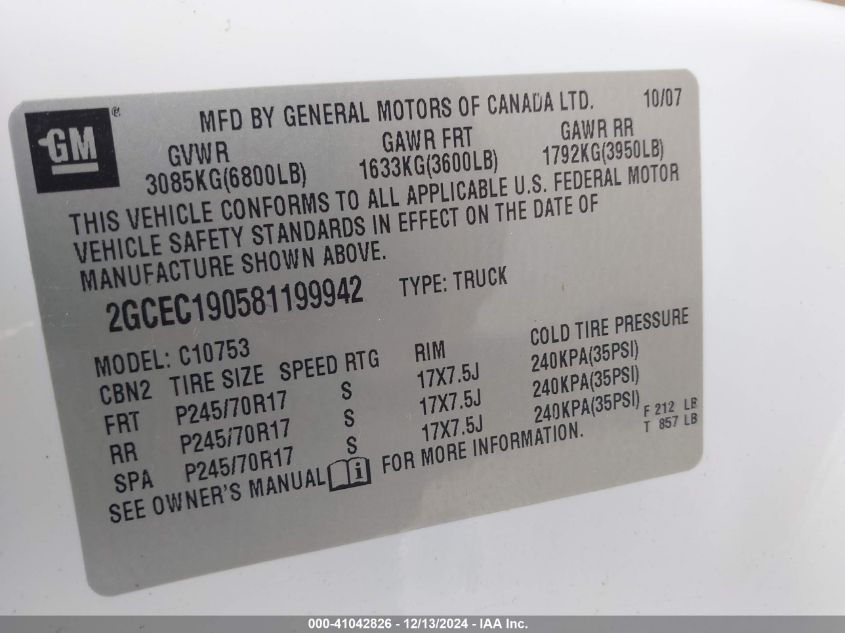 GM ®
MFD BY GENERAL MOTORS OF CANADA LTD. 10/07
GVWR GAWR FRT GAWR RR
3085KG(6800LB) 1633KG(3600LB) 1792KG(3950LB)
THIS VEHICLE CONFORMS TO ALL APPLICABLE U.S. FEDERAL MOTOR
VEHICLE SAFETY STANDARDS IN EFFECT ON THE DATE OF
MANUFACTURE SHOWN ABOVE.
2GCEC190581199942 TYPE: TRUCK
MODEL: C10753
CBN2 TIRE SIZE SPEED RTG RIM COLD TIRE PRESSURE
FRT P245/70R17 S 17X7.5J 240KPA(35PSI)
RR P245/70R17 S 17X7.5J 240KPA(35PSI)
SPA P245/70R17 S 17X7.5J 240KPA(35PSI)
F 212 LB
T 857 LB
SEE OWNER'S MANUAL i FOR MORE INFORMATION.
000-41042826 - 12/13/2024 - IAA Inc.